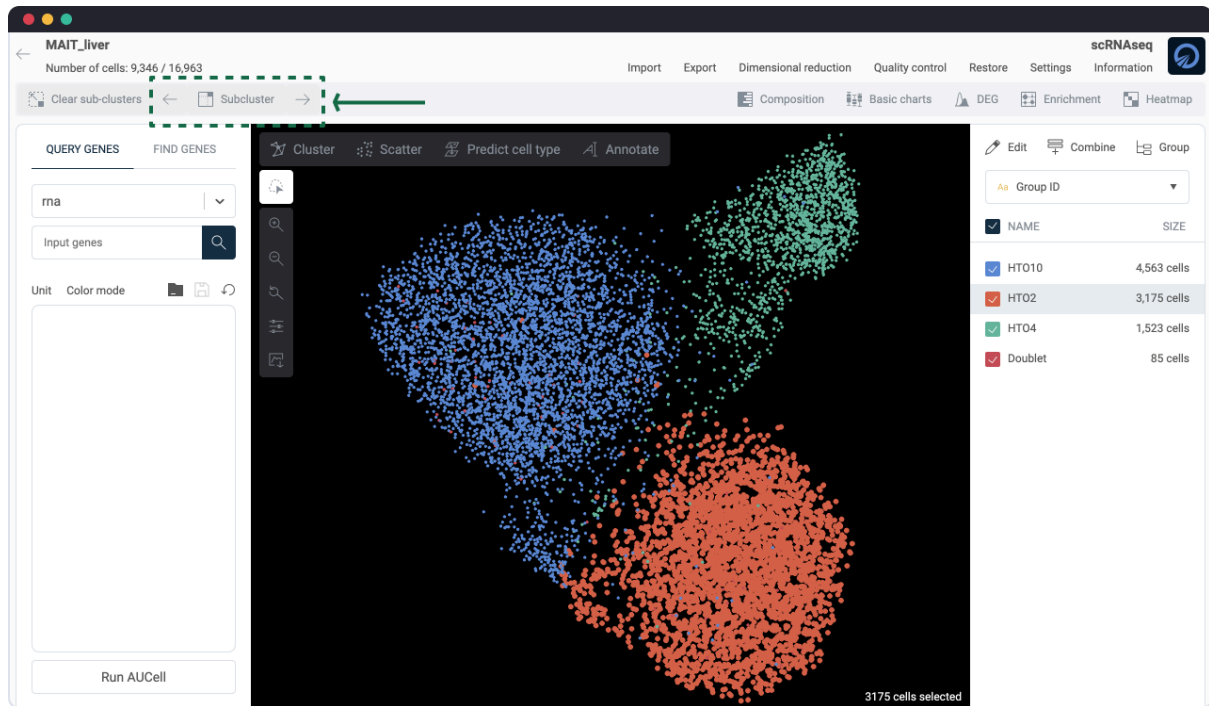 MAIT_liver
scRNAseq
Number of cells: 9,346 / 16,963
Import Export Dimensional reduction Quality control Restore Settings Information
Clear sub-clusters Subcluster Composition Basic charts DEG Enrichment Heatmap
QUERY GENES FIND GENES
Cluster Scatter Predict cell type Annotate
Edit Combine Group
rna
Aa Group ID
Input genes
NAME SIZE
HTO10 4,563 cells
Unit Color mode
HTO2 3,175 cells
HTO4 1,523 cells
Doublet 85 cells
Run AUCell
3175 cells selected